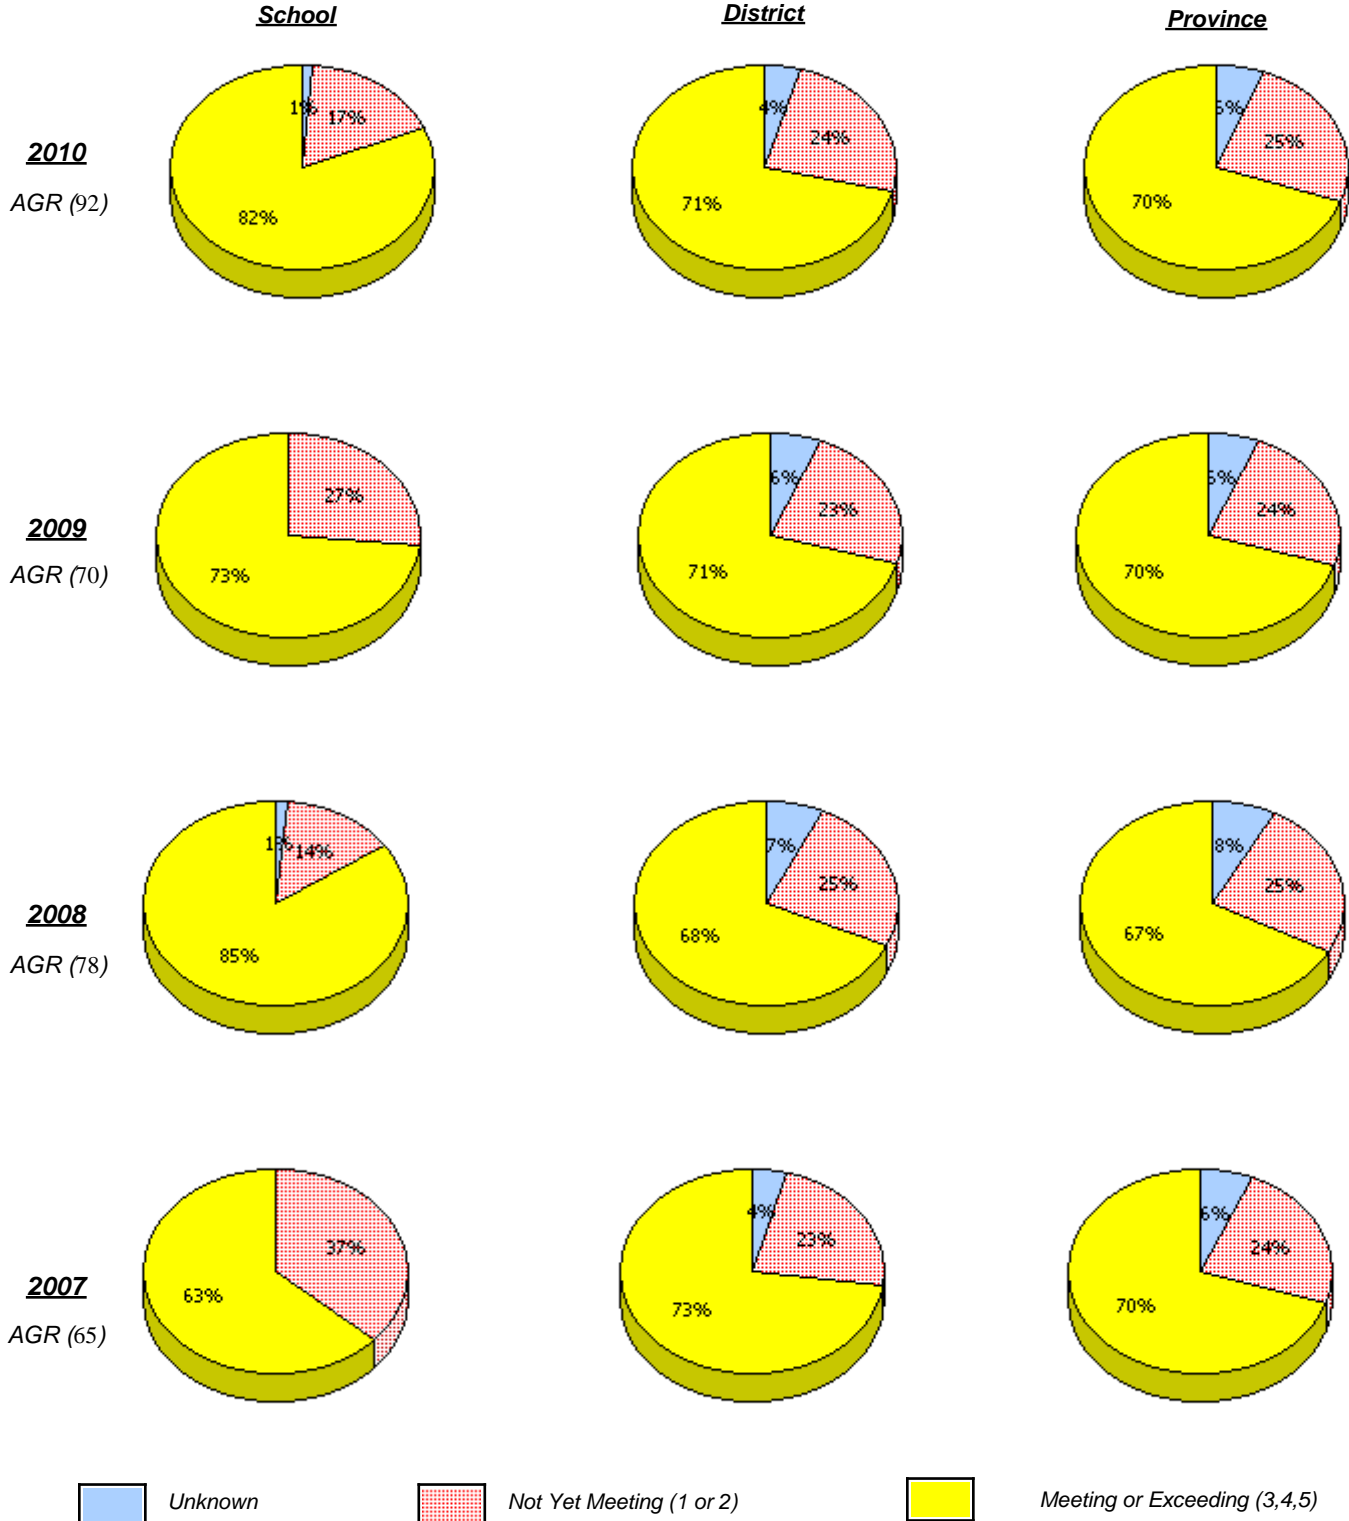 School District Province
2010
AGR (92)
1% 17% 82%
4% 24% 71%
25% 70%
2009
AGR (70)
27% 73%
6% 23% 71%
24% 70%
2008
AGR (78)
1% 14% 85%
7% 25% 68%
8% 25% 67%
2007
AGR (65)
37% 63%
4% 23% 73%
6% 24% 70%
Unknown Not Yet Meeting (1 or 2) Meeting or Exceeding (3,4,5)